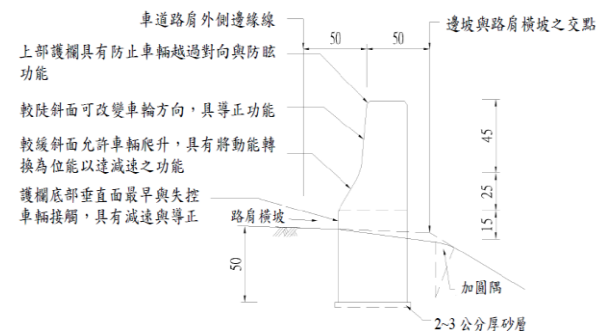 車道路肩外側邊緣線
50
50
邊坡與路肩橫坡之交點
上部護欄具有防止車輛越過對向與防眩
功能
較陡斜面可改變車輪方向，具導正功能
45
較緩斜面允許車輛爬升，具有將動能轉
換為位能以達減速之功能
25
護欄底部垂直面最早與失控
車輛接觸，具有減速與導正
路肩橫坡
15
50
加圓隅
2~3 公分厚砂層